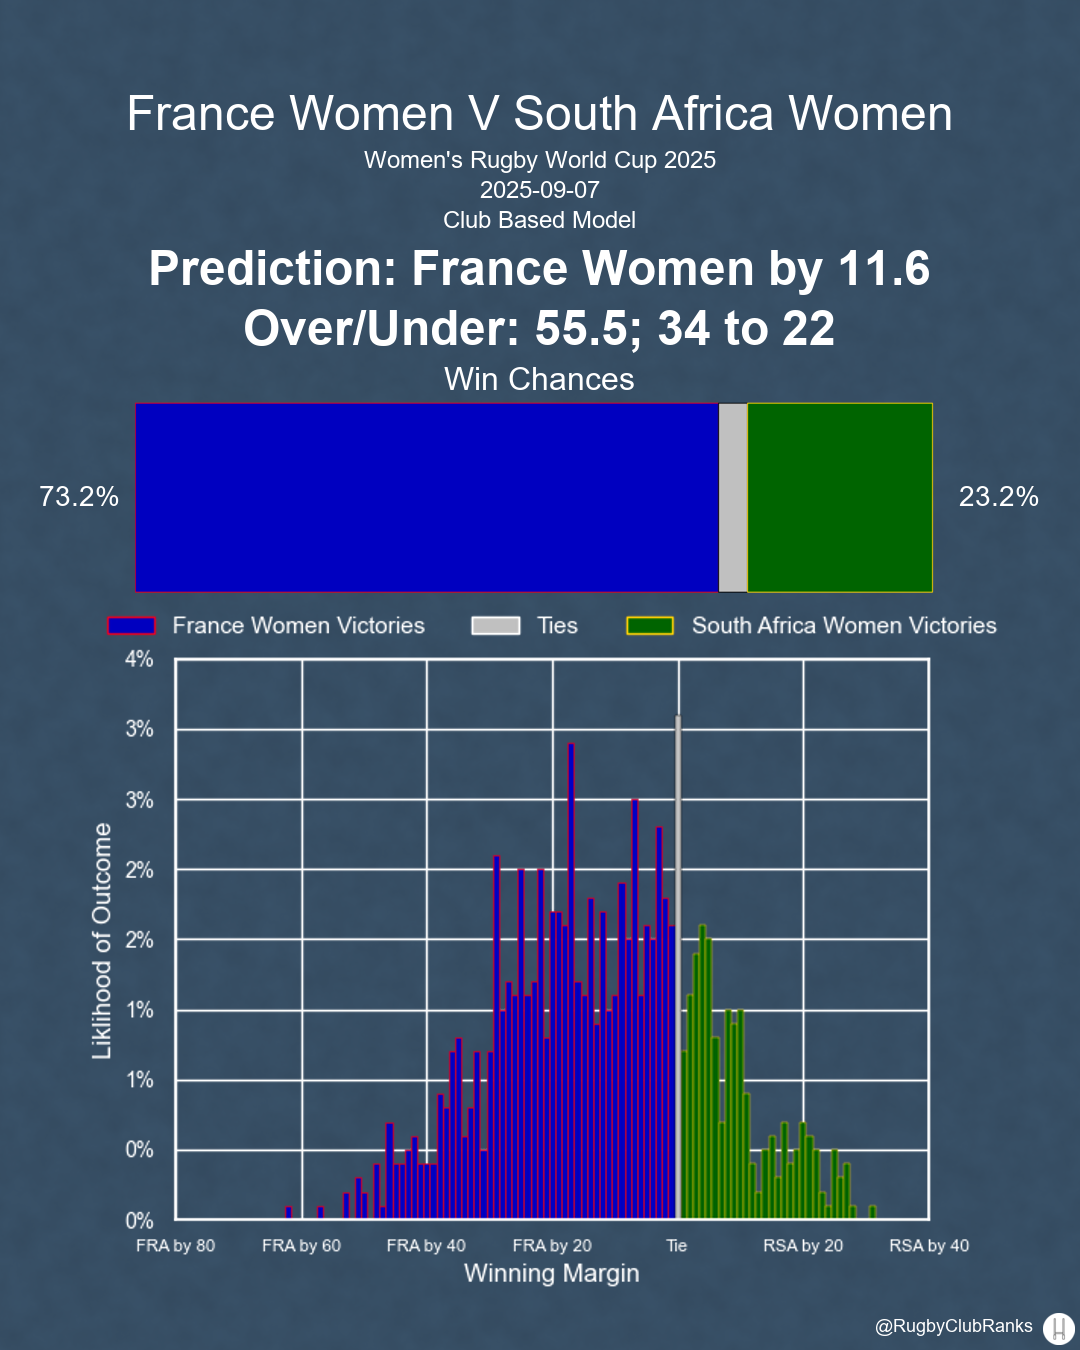 France Women V South Africa Women
Women's Rugby World Cup 2025
2025-09-07
Club Based Model
Prediction: France Women by 11.6
Over/Under: 55.5; 34 to 22
Win Chances
73.2%
23.2%
France Women Victories
Ties
South Africa Women Victories
4%
3%
3%
2%
2%
1%
1%
0%
0%
Liklihood of Outcome
FRA by 80
FRA by 60
FRA by 40
FRA by 20
Tie
RSA by 20
RSA by 40
Winning Margin
@RugbyClubRanks